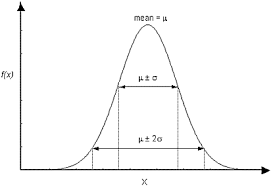 mean = μ
f(x)
μ ± σ
μ ± 2σ
X